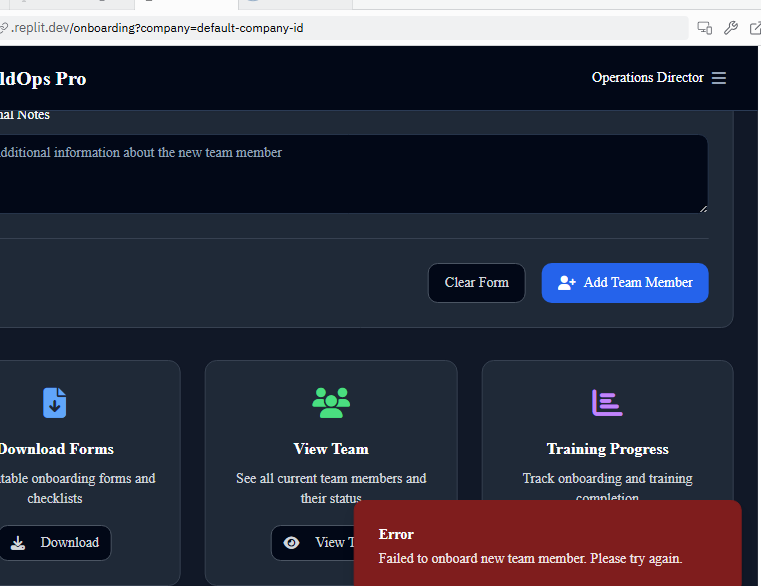 .replit.dev/onboarding?company=default-company-id
ldOps Pro
Operations Director
nal Notes
dditional information about the new team member
Clear Form
Add Team Member
Download Forms
View Team
Training Progress
table onboarding forms and
checklists
See all current team members and
their status
Track onboarding and training
completion
Download
View T
Error
Failed to onboard new team member. Please try again.